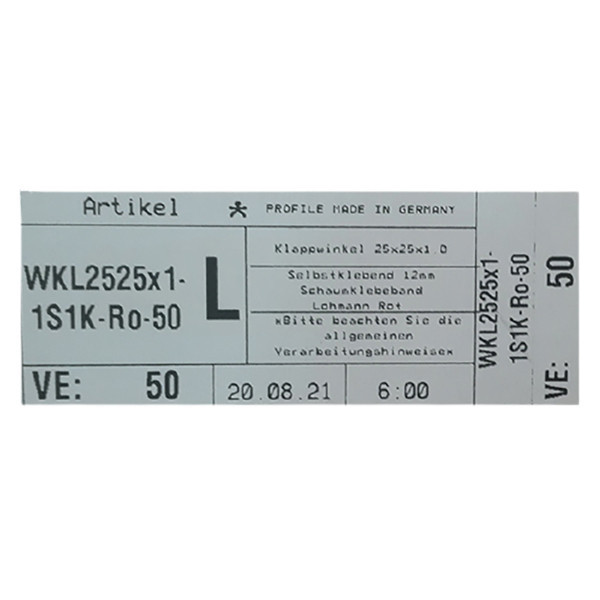 Artikel
PROFILE MADE IN GERMANY
WKL2525x1-
1S1K-Ro-50
L
Klappwinkel 25x25x1.0
Selbstklebend 12mm
Schaumklebeband
Lohmann Rot
*Bitte beachten Sie die
allgemeinen
Verarbeitungshinweise*
VE: 50
20.08.21
6:00
WKL2525x1-
1S1K-Ro-50
VE: 50